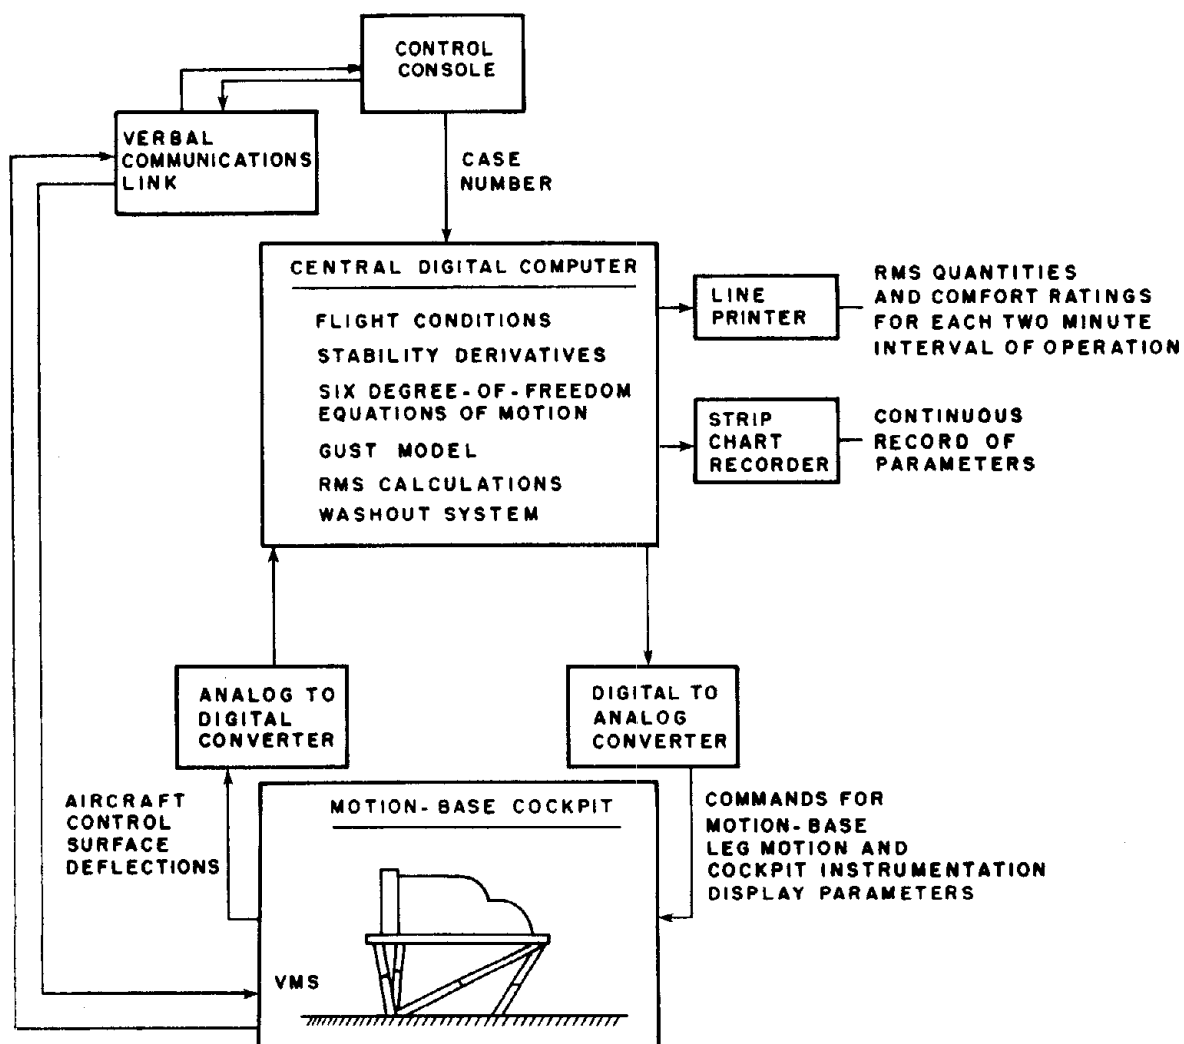 CONTROL
CONSOLE
VERBAL
COMMUNICATIONS
LINK
CASE
NUMBER
CENTRAL DIGITAL COMPUTER
FLIGHT CONDITIONS
STABILITY DERIVATIVES
SIX DEGREE-OF-FREEDOM
EQUATIONS OF MOTION
GUST MODEL
RMS CALCULATIONS
WASHOUT SYSTEM
LINE
PRINTER
RMS QUANTITIES
AND COMFORT RATINGS
FOR EACH TWO MINUTE
INTERVAL OF OPERATION
STRIP
CHART
RECORDER
CONTINUOUS
RECORD OF
PARAMETERS
ANALOG TO
DIGITAL
CONVERTER
DIGITAL TO
ANALOG
CONVERTER
AIRCRAFT
CONTROL
SURFACE
DEFLECTIONS
MOTION-BASE COCKPIT
VMS
COMMANDS FOR
MOTION-BASE
LEG MOTION AND
COCKPIT INSTRUMENTATION
DISPLAY PARAMETERS